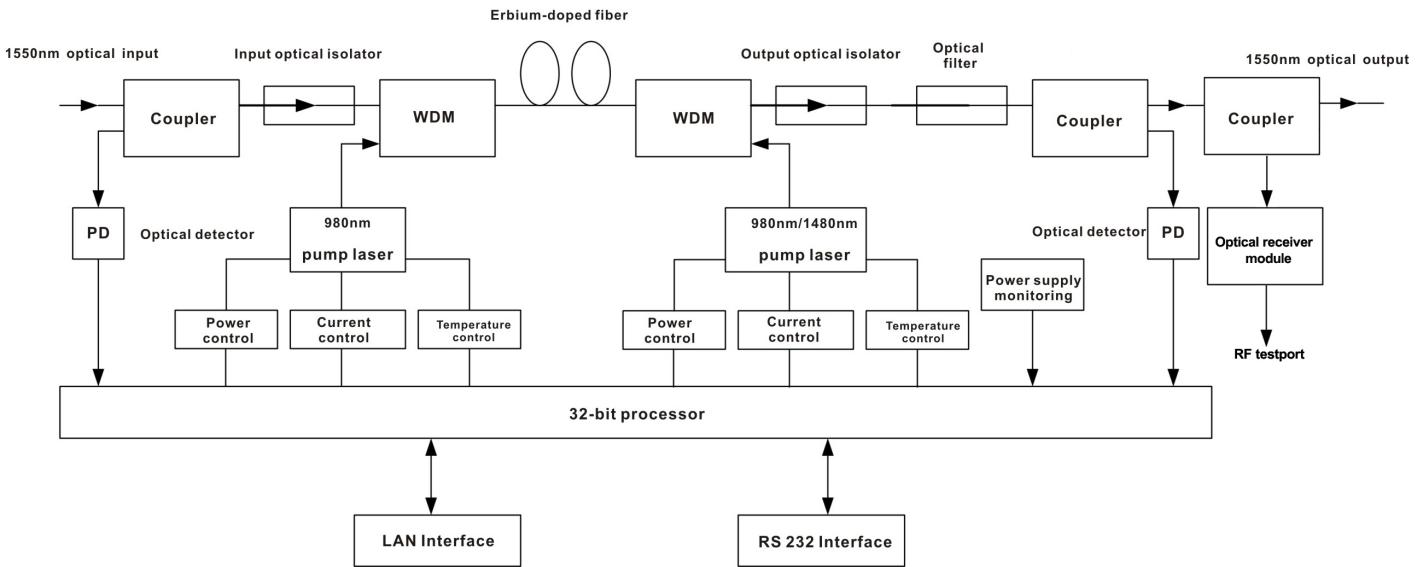 Erbium-doped fiber
1550nm optical input
Input optical isolator
Output optical isolator
Optical
filter
1550nm optical output
Coupler
WDM
WDM
Coupler
Coupler
PD
Optical detector
980nm
pump laser
980nm/1480nm
pump laser
Optical detector
PD
Optical receiver
module
Power supply
monitoring
Power
control
Current
control
Temperature
control
Power
control
Current
control
Temperature
control
RF testport
32-bit processor
LAN Interface
RS 232 Interface